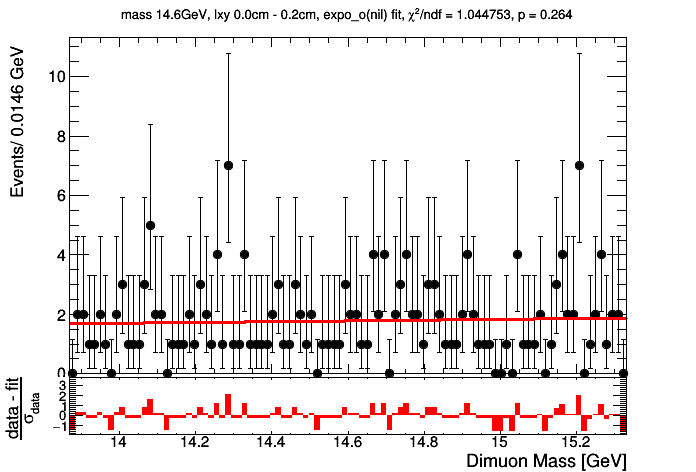 mass 14.6GeV, lxy 0.0cm - 0.2cm, expo_o(nil) fit, χ²/ndf = 1.044753, p = 0.264
Events/ 0.0146 GeV
10
8
6
4
2
0
data - fit
σdata
3
2
1
0
−1
14 14.2 14.4 14.6 14.8 15 15.2
Dimuon Mass [GeV]